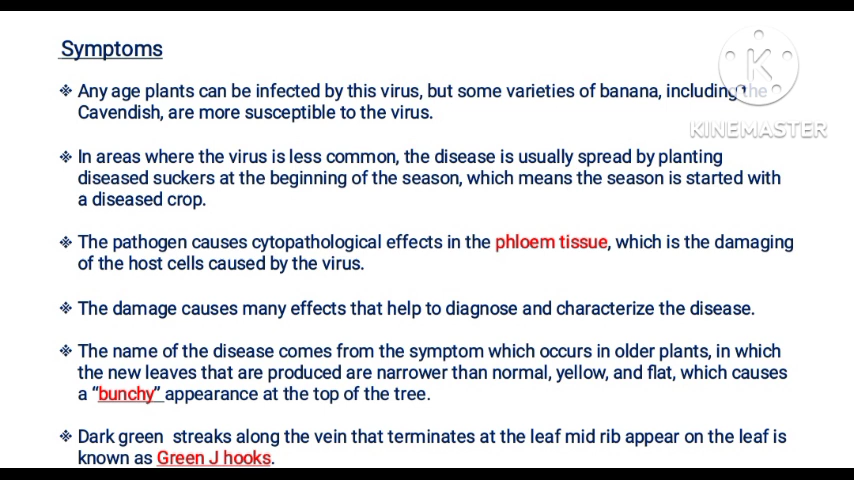 Symptoms
❖ Any age plants can be infected by this virus, but some varieties of banana, including the
Cavendish, are more susceptible to the virus.
❖ In areas where the virus is less common, the disease is usually spread by planting
diseased suckers at the beginning of the season, which means the season is started with
a diseased crop.
❖ The pathogen causes cytopathological effects in the phloem tissue, which is the damaging
of the host cells caused by the virus.
❖ The damage causes many effects that help to diagnose and characterize the disease.
❖ The name of the disease comes from the symptom which occurs in older plants, in which
the new leaves that are produced are narrower than normal, yellow, and flat, which causes
a “bunchy” appearance at the top of the tree.
❖ Dark green  streaks along the vein that terminates at the leaf mid rib appear on the leaf is
known as Green J hooks.
K
KINEMASTER